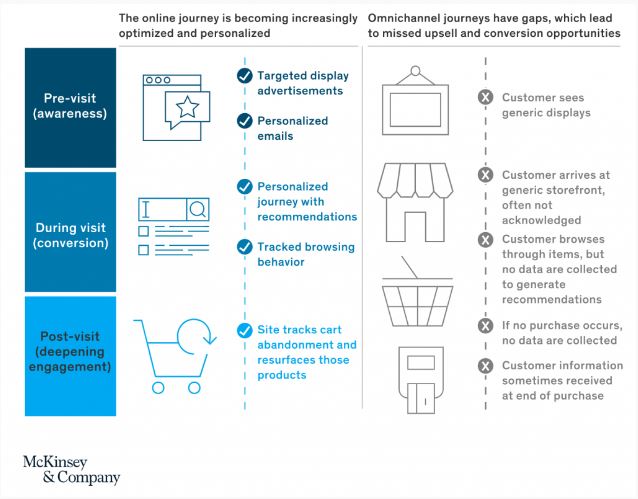 The online journey is becoming increasingly
optimized and personalized
Omnichannel journeys have gaps, which lead
to missed upsell and conversion opportunities
Pre-visit
(awareness)
Targeted display
advertisements
Personalized
emails
Customer sees
generic displays
During visit
(conversion)
Personalized
journey with
recommendations
Tracked browsing
behavior
Customer arrives at
generic storefront,
often not
acknowledged
Customer browses
through items, but
no data are collected
to generate
recommendations
Post-visit
(deepening
engagement)
Site tracks cart
abandonment and
resurfaces those
products
If no purchase occurs,
no data are collected
Customer information
sometimes received
at end of purchase
McKinsey
& Company